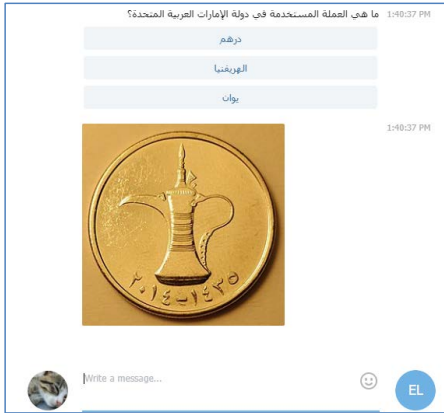 ما هي العملة المستخدمة في دولة الإمارات العربية المتحدة؟ 1:40:37 PM
درهم
الهريفنيا
يوان
1:40:37 PM
٢٠١٤-١٤٣٥
Write a message...
EL